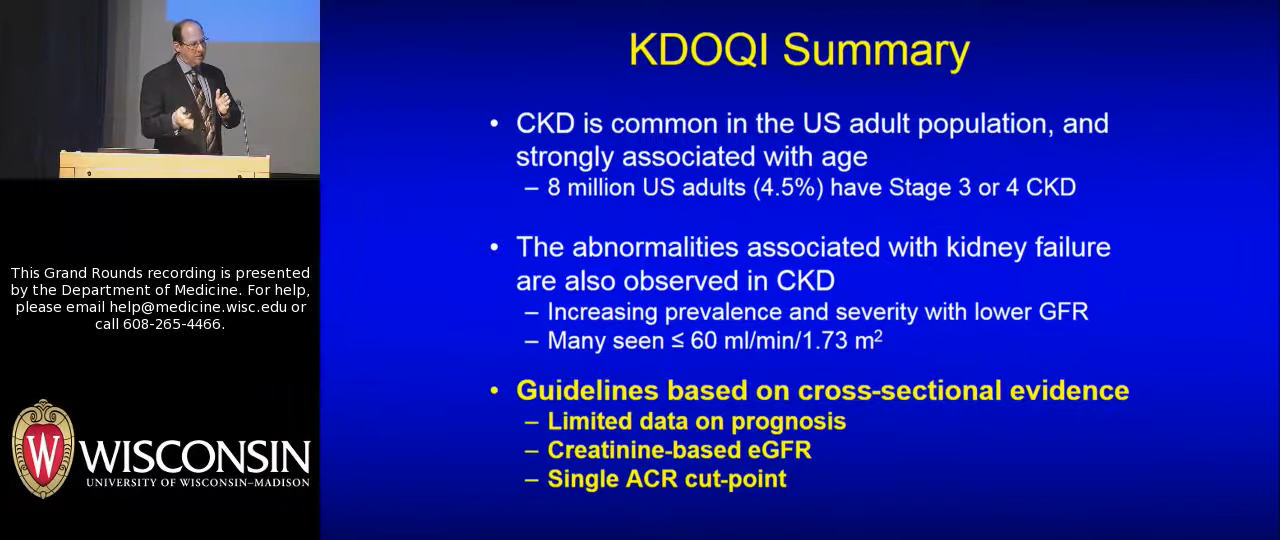 KDOQI Summary
• CKD is common in the US adult population, and
strongly associated with age
– 8 million US adults (4.5%) have Stage 3 or 4 CKD
• The abnormalities associated with kidney failure
are also observed in CKD
– Increasing prevalence and severity with lower GFR
– Many seen ≤ 60 ml/min/1.73 m²
• Guidelines based on cross-sectional evidence
– Limited data on prognosis
– Creatinine-based eGFR
– Single ACR cut-point
This Grand Rounds recording is presented
by the Department of Medicine. For help,
please email help@medicine.wisc.edu or
call 608-265-4466.
W
WISCONSIN
UNIVERSITY OF WISCONSIN–MADISON